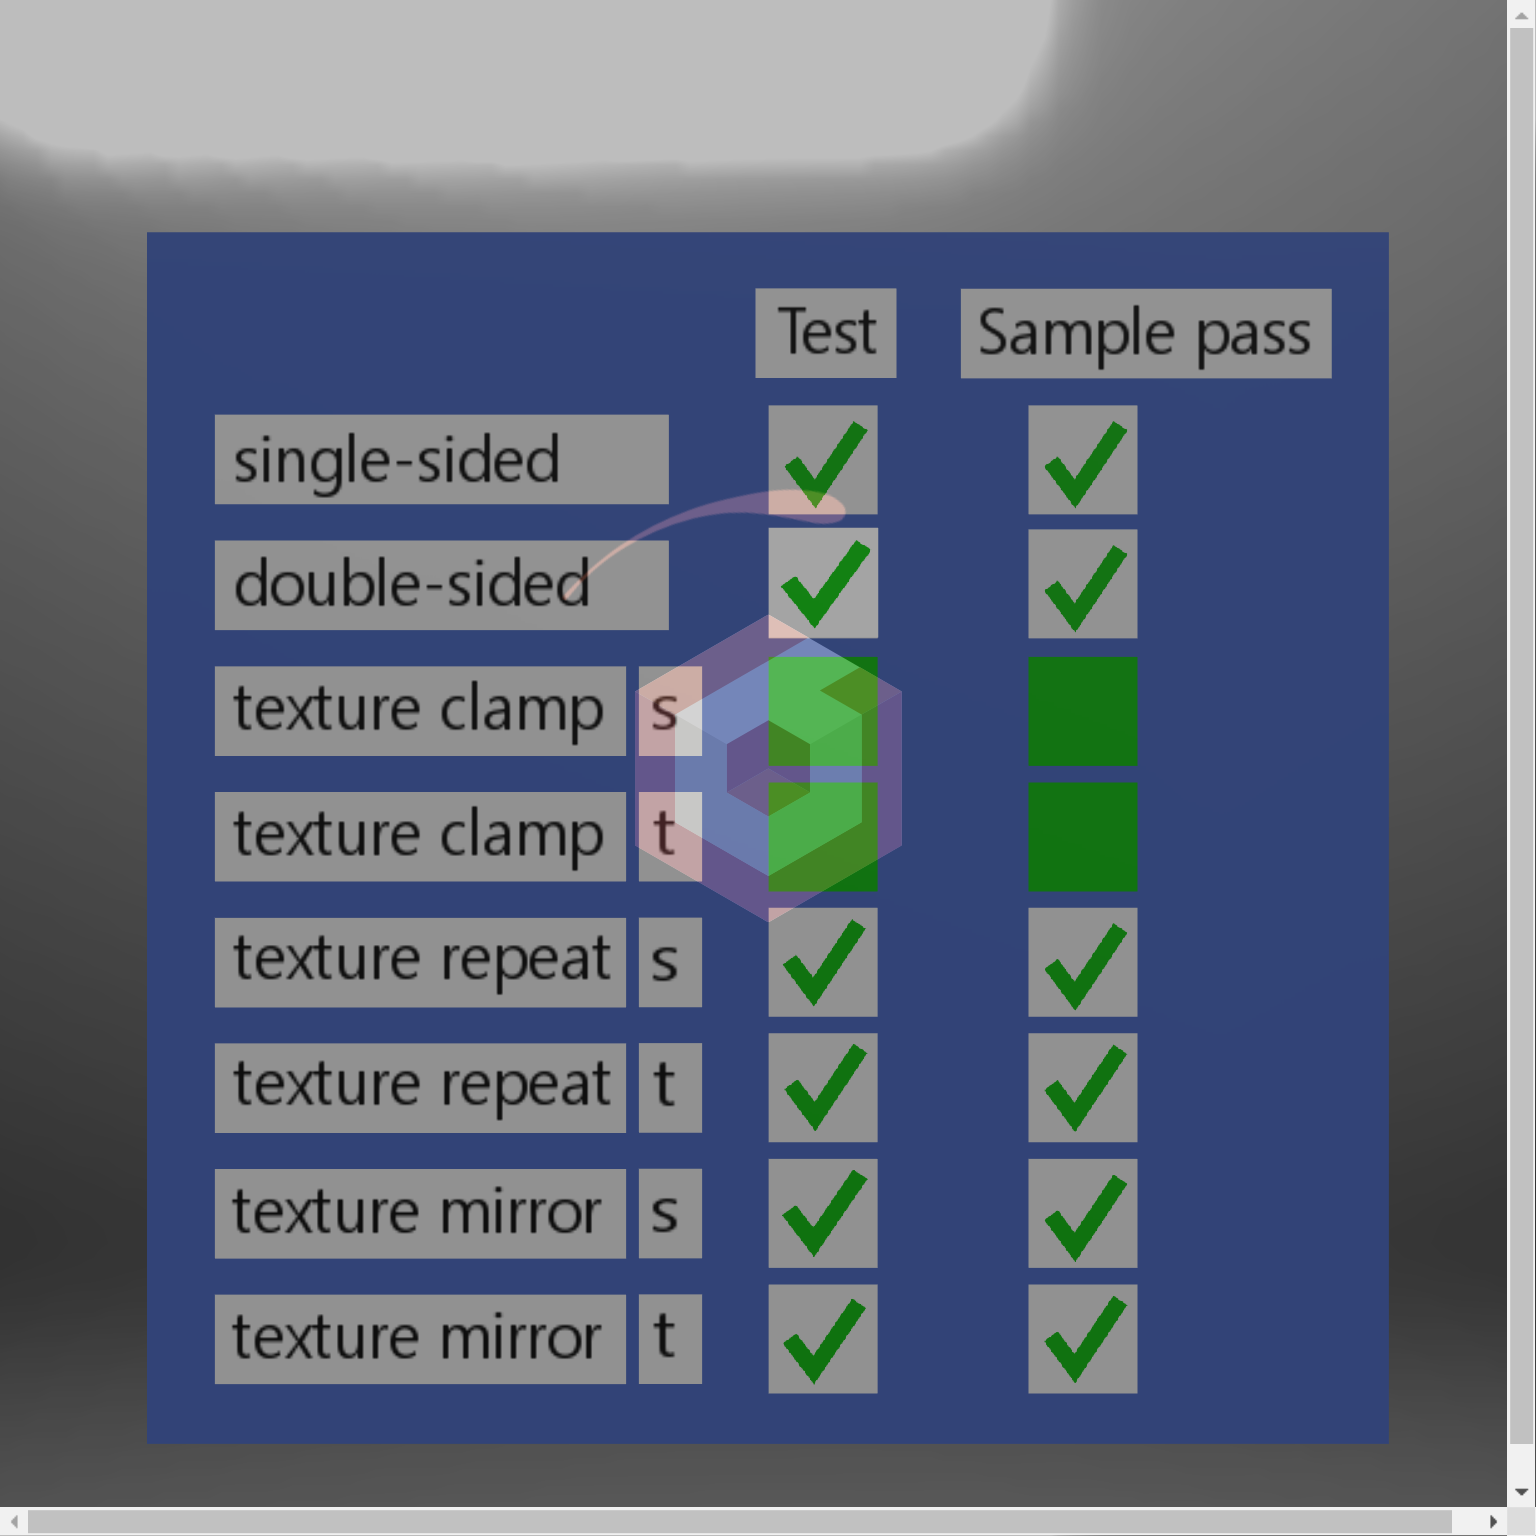 Test Sample pass
single-sided
double-sided
texture clamp s
texture clamp t
texture repeat s
texture repeat t
texture mirror s
texture mirror t